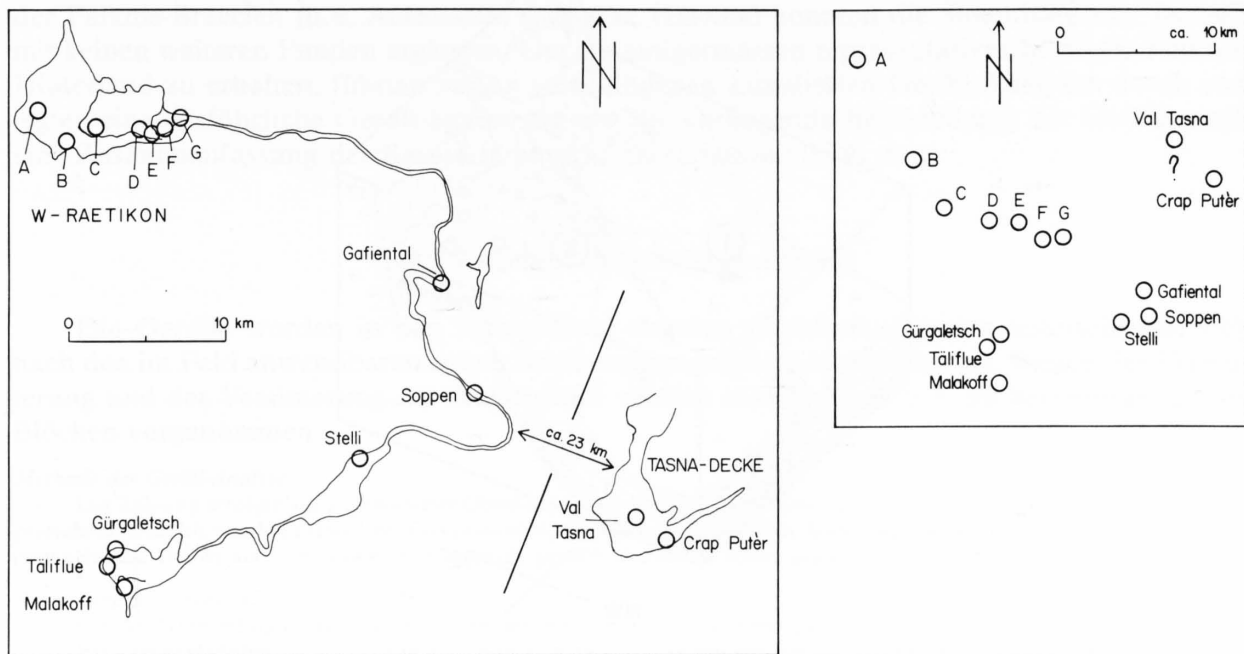 N
A
B
C
D
E
F
G
W-RAETIKON
0
10 km
Gafiental
Soppen
Stelli
ca. 23 km
TASNA-DECKE
Val
Tasna
Crap Putèr
Gürgaletsch
Täliflue
Malakoff
ca. 10 km
0
N
A
Val Tasna
?
Crap Putèr
B
C
D
E
F
G
Gafiental
Soppen
Stelli
Gürgaletsch
Täliflue
Malakoff